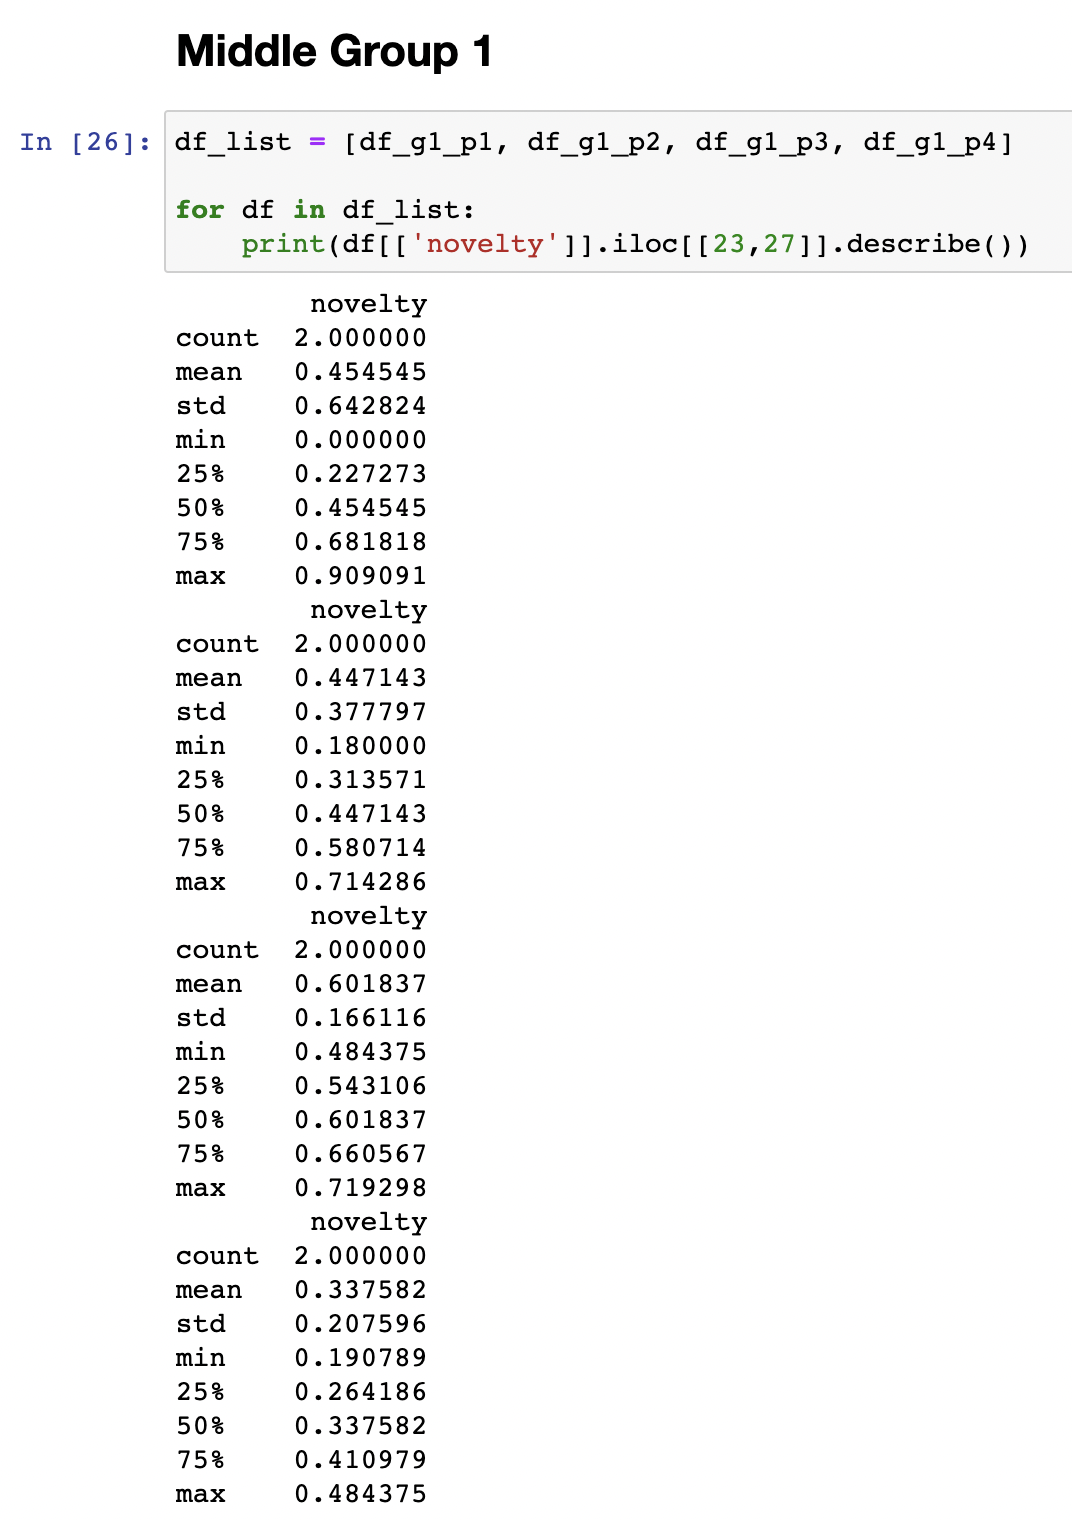 Middle Group 1
In [26]: df_list = [df_g1_p1, df_g1_p2, df_g1_p3, df_g1_p4]
for df in df_list:
    print(df[['novelty']].iloc[[23,27]].describe())
        novelty
count  2.000000
mean   0.454545
std    0.642824
min    0.000000
25%    0.227273
50%    0.454545
75%    0.681818
max    0.909091
        novelty
count  2.000000
mean   0.447143
std    0.377797
min    0.180000
25%    0.313571
50%    0.447143
75%    0.580714
max    0.714286
        novelty
count  2.000000
mean   0.601837
std    0.166116
min    0.484375
25%    0.543106
50%    0.601837
75%    0.660567
max    0.719298
        novelty
count  2.000000
mean   0.337582
std    0.207596
min    0.190789
25%    0.264186
50%    0.337582
75%    0.410979
max    0.484375